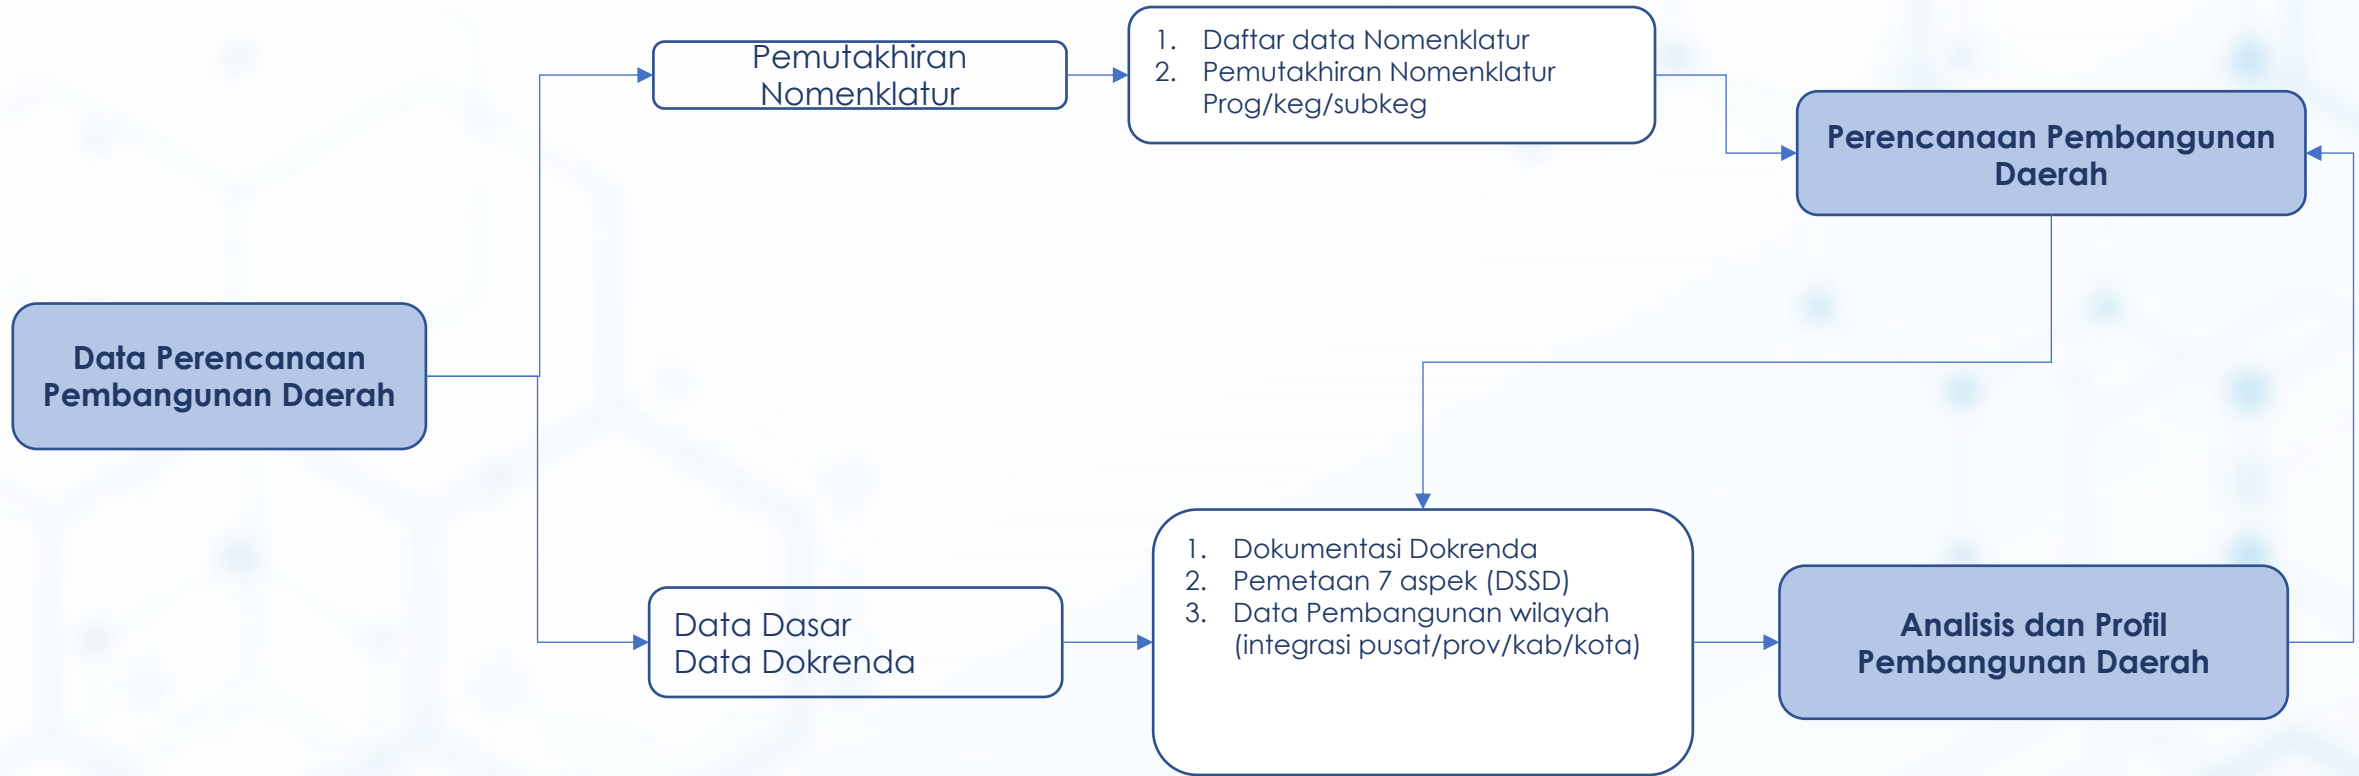 Pemutakhiran
Nomenklatur
1. Daftar data Nomenklatur
2. Pemutakhiran Nomenklatur
Prog/keg/subkeg
Perencanaan Pembangunan
Daerah
Data Perencanaan
Pembangunan Daerah
Data Dasar
Data Dokrenda
1. Dokumentasi Dokrenda
2. Pemetaan 7 aspek (DSSD)
3. Data Pembangunan wilayah
(integrasi pusat/prov/kab/kota)
Analisis dan Profil
Pembangunan Daerah